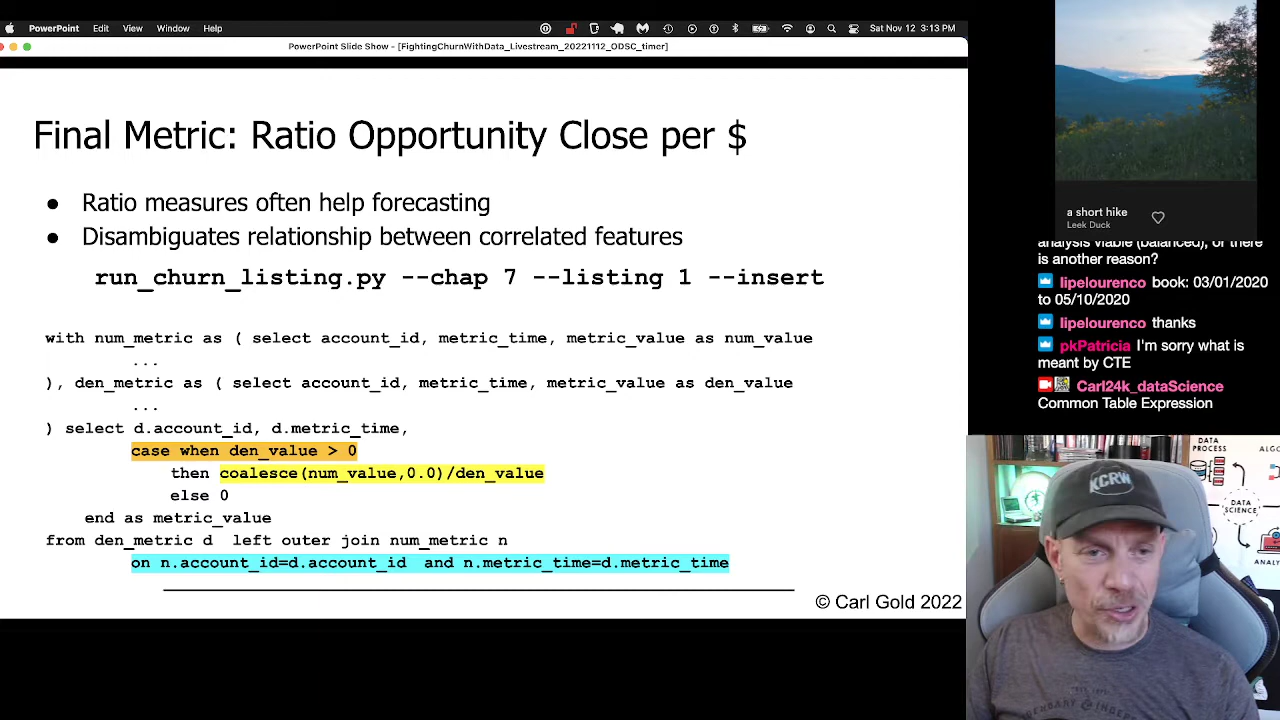 PowerPoint Edit View Window Help Sat Nov 12 3:13 PM
PowerPoint Slide Show - [FightingChurnWithData_Livestream_20221112_ODSC_timer]
Final Metric: Ratio Opportunity Close per $
● Ratio measures often help forecasting
● Disambiguates relationship between correlated features
run_churn_listing.py --chap 7 --listing 1 --insert
with num_metric as ( select account_id, metric_time, metric_value as num_value
...
), den_metric as ( select account_id, metric_time, metric_value as den_value
...
) select d.account_id, d.metric_time,
case when den_value > 0
then coalesce(num_value,0.0)/den_value
else 0
end as metric_value
from den_metric d left outer join num_metric n
on n.account_id=d.account_id and n.metric_time=d.metric_time
© Carl Gold 2022
a short hike
Leek Duck
analysis viable (balanced), or there
is another reason?
lipelourenco book: 03/01/2020
to 05/10/2020
lipelourenco thanks
pkPatricia I'm sorry what is
meant by CTE
Carl24k_dataScience
Common Table Expression
KCRW
DATA
PROCESS
DATA
SCIENCE